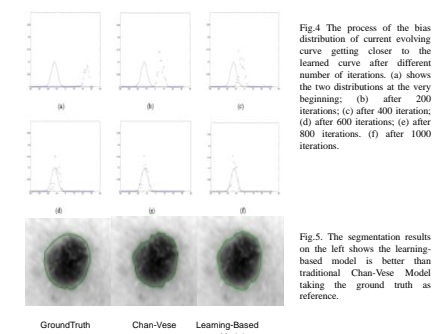 Fig.4 The process of the bias
distribution of current evolving
curve getting closer to the
learned curve after different
number of iterations. (a) shows
the two distributions at the very
beginning; (b) after 200
iterations; (c) after 400 iteration;
(d) after 600 iterations; (e) after
800 iterations. (f) after 1000
iterations.
(a) (b) (c)
(d) (e) (f)
Fig.5. The segmentation results
on the left shows the learning-
based model is better than
traditional Chan-Vese Model
taking the ground truth as
reference.
GroundTruth Chan-Vese Learning-Based